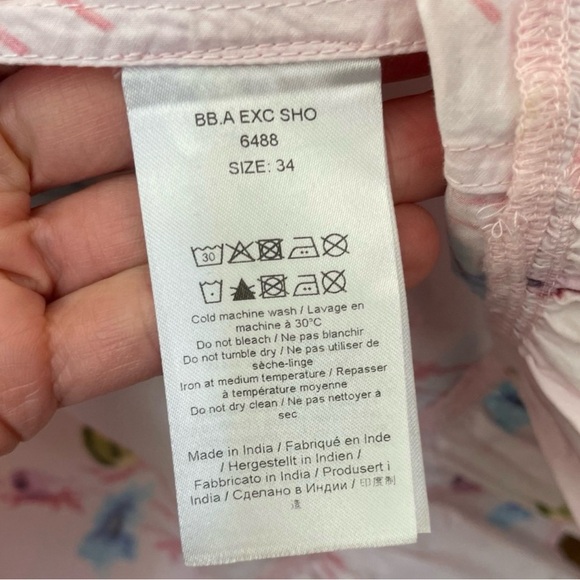 BB.A EXC SHO
6488
SIZE: 34
30
Cold machine wash / Lavage en
machine à 30°C
Do not bleach / Ne pas blanchir
Do not tumble dry / Ne pas utiliser de
sèche-linge
Iron at medium temperature / Repasser
à température moyenne
Do not dry clean / Ne pas nettoyer à
sec
Made in India / Fabriqué en Inde
/ Hergestellt in Indien /
Fabbricato in India / Produsert i
India / Сделано в Индии / 印度制
造